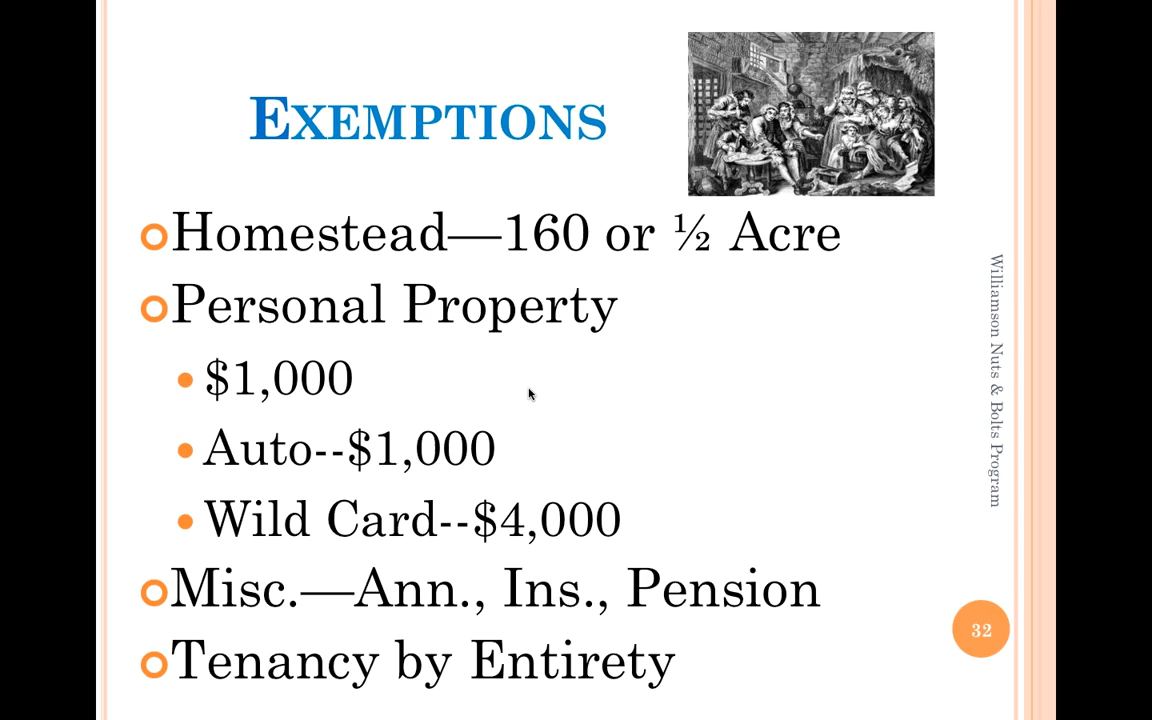 EXEMPTIONS
Homestead—160 or ½ Acre
Personal Property
$1,000
Auto--$1,000
Wild Card--$4,000
Misc.—Ann., Ins., Pension
Tenancy by Entirety
Williamson Nuts & Bolts Program
32